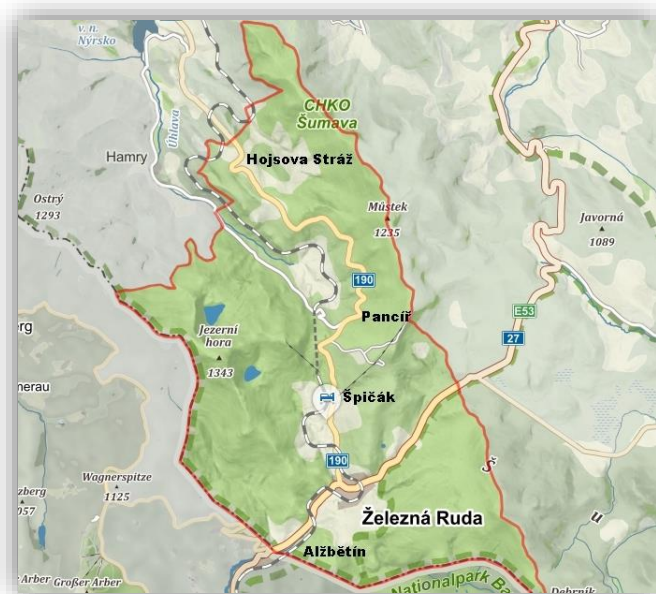 v. n.
Nýrsko
CHKO
Šumava
Úhlava
Hamry
Hojsova Stráž
Ostrý
1293
Můstek
1235
Javorná
1089
190
E53
Pancíř
27
Jezerní
hora
1343
Špičák
190
Wagnerspitze
1125
Š
u
Železná Ruda
Alžbětín
Arber
Großer Arber
Nationalpark Ba
Debrník